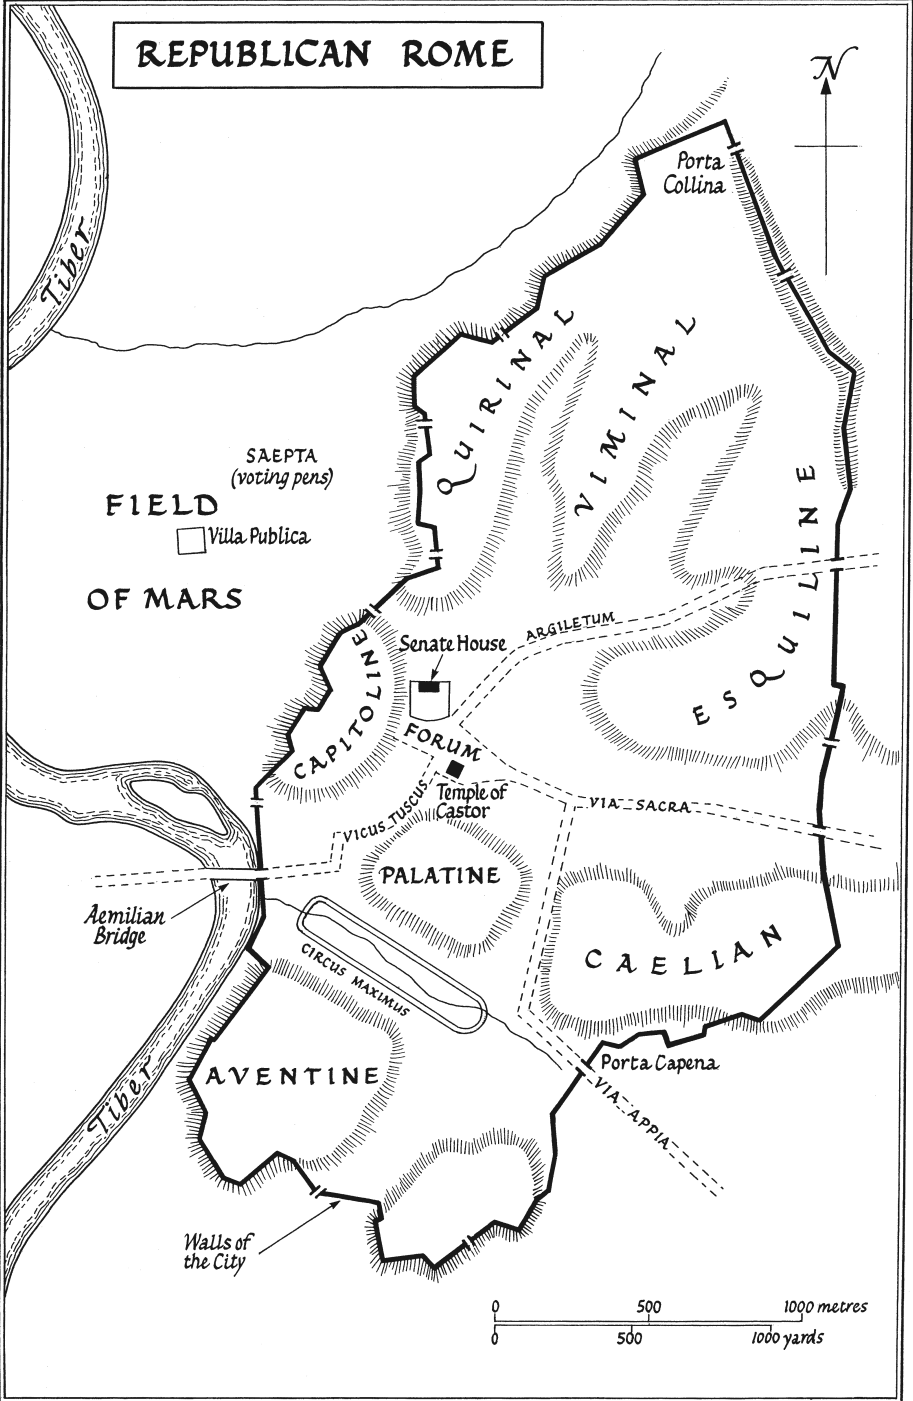 REPUBLICAN ROME
N
Porta
Collina
Tiber
QUIRINAL
VIMINAL
SAEPTA
(voting pens)
FIELD
Villa Publica
OF MARS
ESQUILINE
ARGILETUM
Senate House
CAPITOLINE
FORUM
Temple of
Castor
VICUS TUSCUS
VIA SACRA
PALATINE
Aemilian
Bridge
CIRCUS MAXIMUS
CAELIAN
AVENTINE
Porta Capena
VIA APPIA
Tiber
Walls of
the City
0 500 1000 metres
0 500 1000 yards